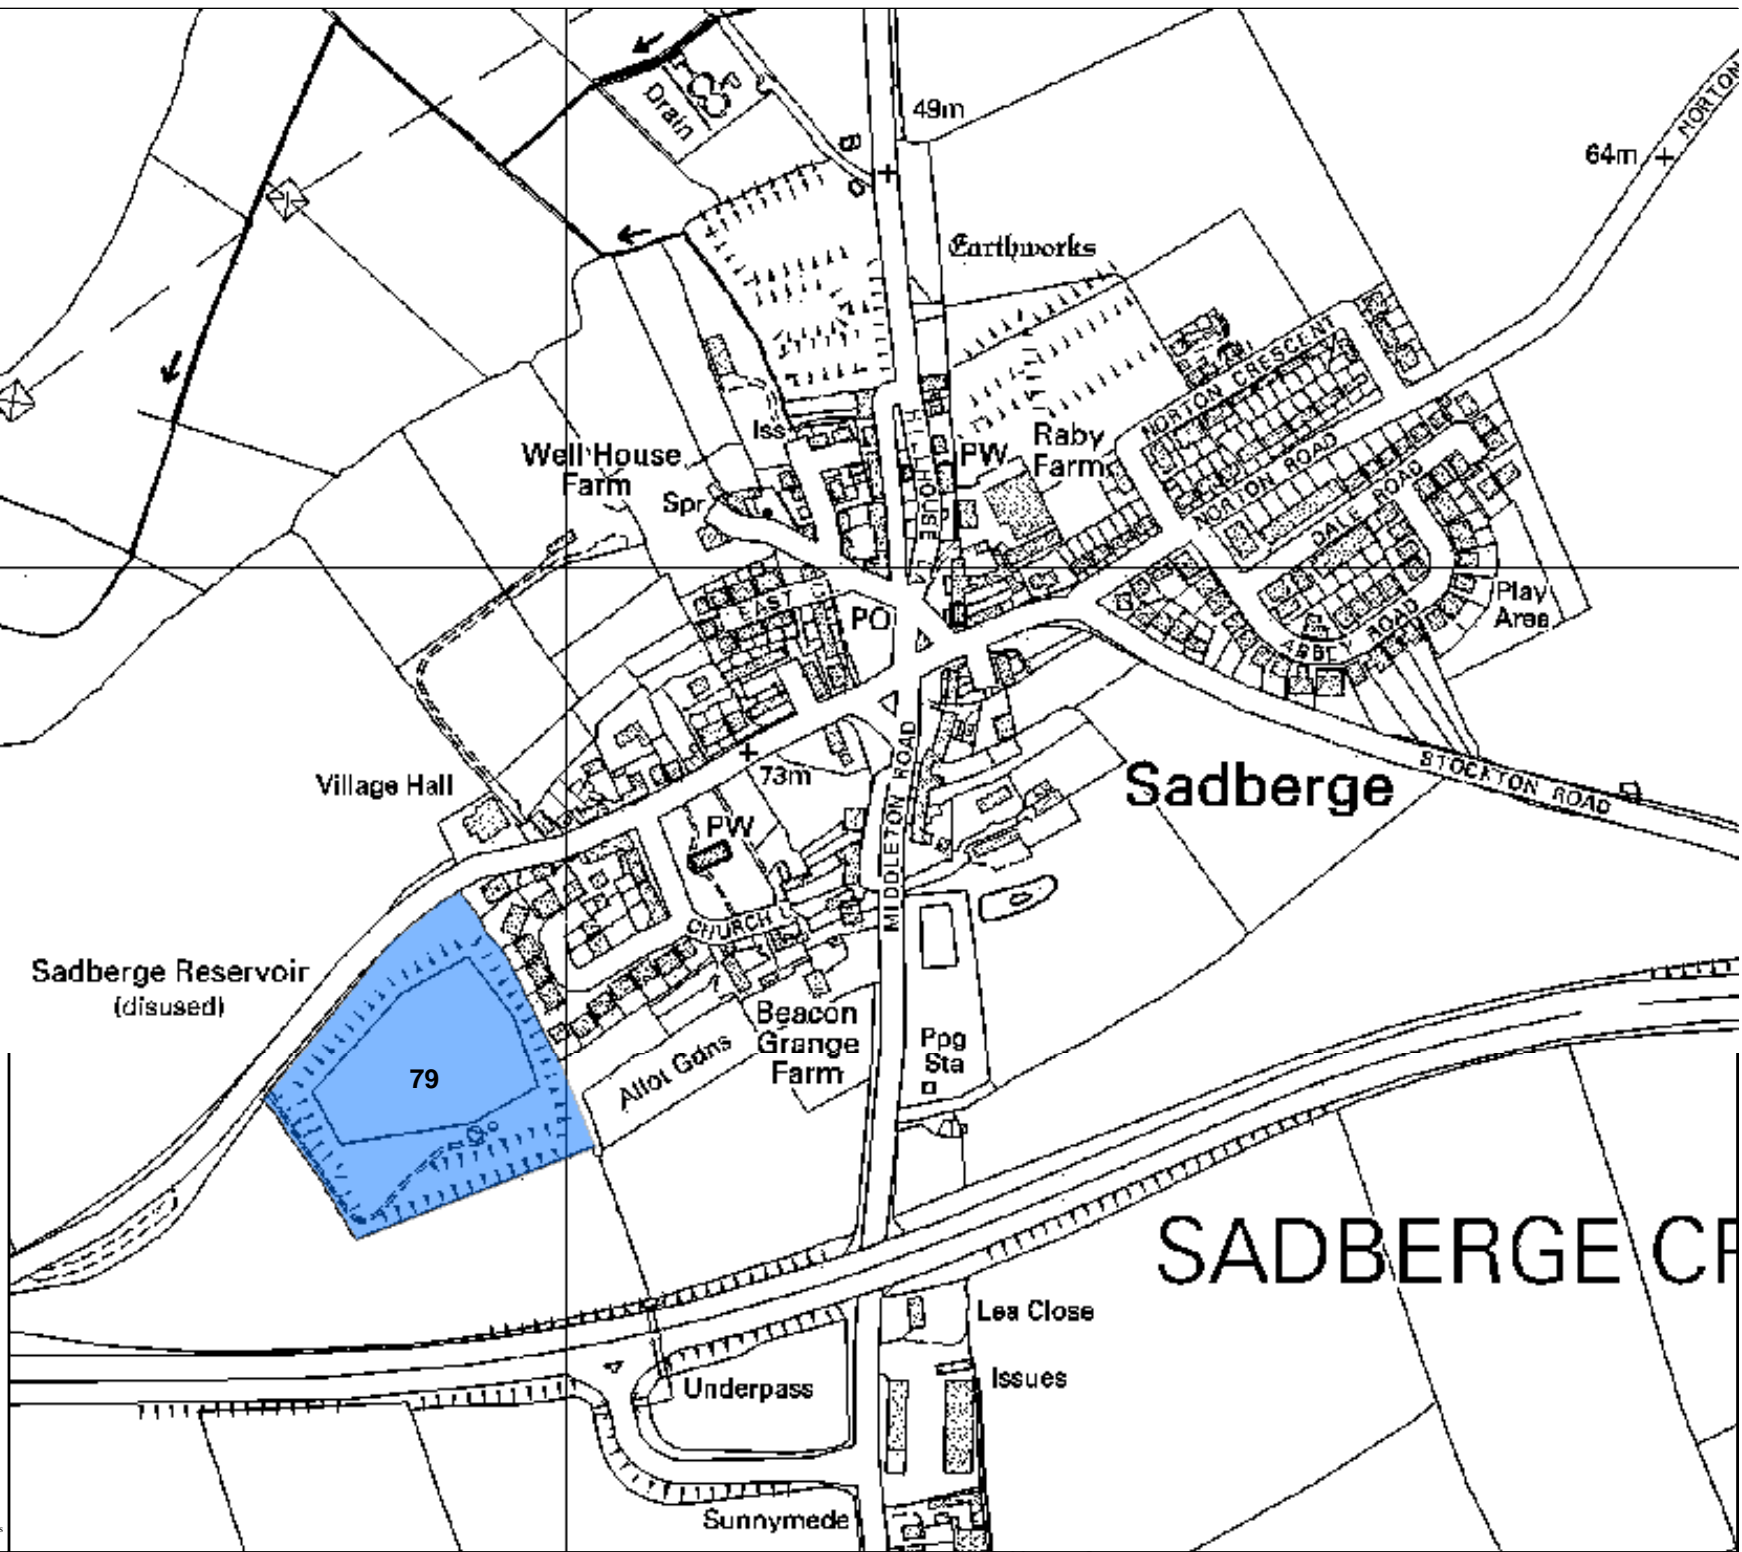 NORTON
Drain
49m
64m
Earthworks
NORTON CRESCENT
Iss
Well House
Farm
PW
Raby
Farm
HOUSE
Spr
NORTON ROAD
DALE ROAD
EAST
PO
Play
Area
ABBEY ROAD
73m
Village Hall
MIDDLETON ROAD
Sadberge
STOCKTON ROAD
PW
CHURCH
Sadberge Reservoir
(disused)
79
Allot Gdns
Beacon
Grange
Farm
Ppg
Sta
SADBERGE
Lea Close
Issues
Underpass
Sunnymede